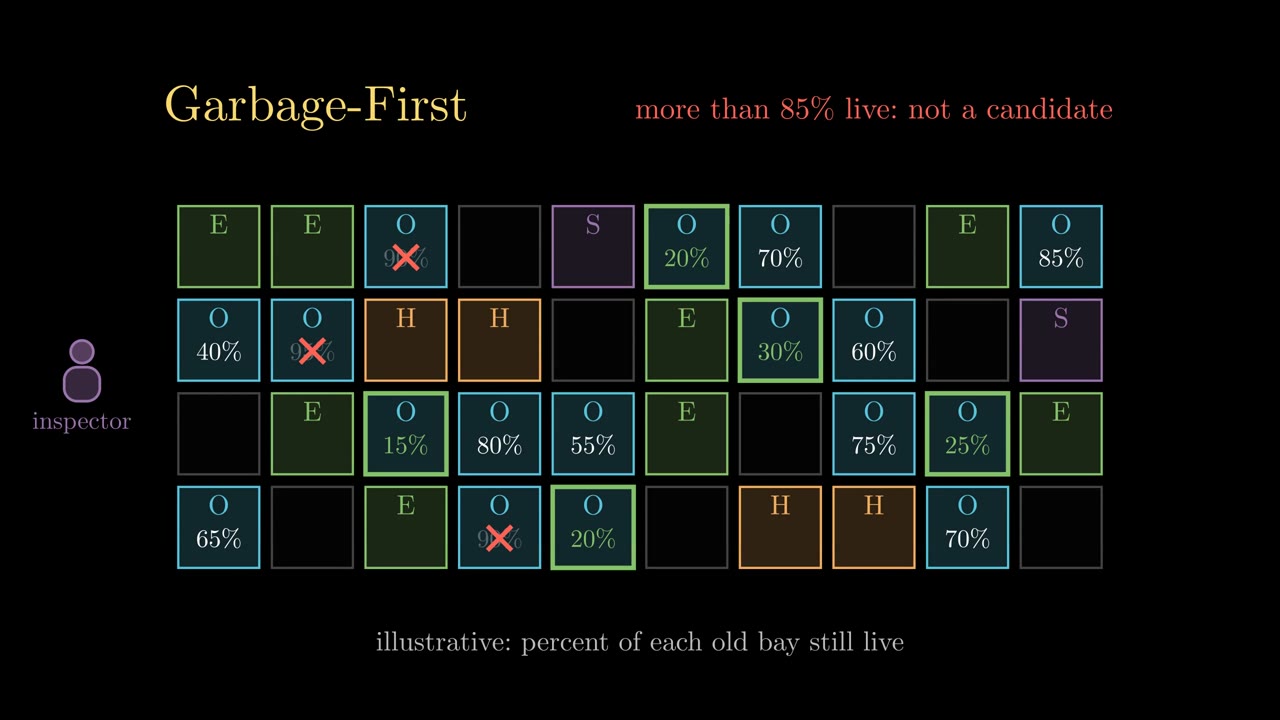 Garbage-First
more than 85% live: not a candidate
E E O S O O E O
20% 70% 85%
O O H H E O O S
40% 30% 60%
inspector
E O O O E O O E
15% 80% 55% 75% 25%
O E O O H H O
65% 20% 70%
illustrative: percent of each old bay still live